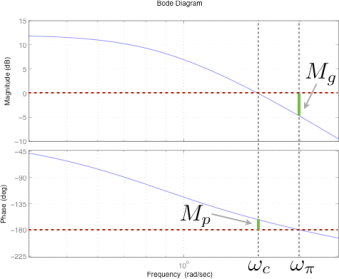 Bode Diagram
15
10
5
0
−5
−10
Magnitude (dB)
M_g
−45
−90
−135
−180
−225
Phase (deg)
M_p
10^0
ω_c
ω_π
Frequency (rad/sec)